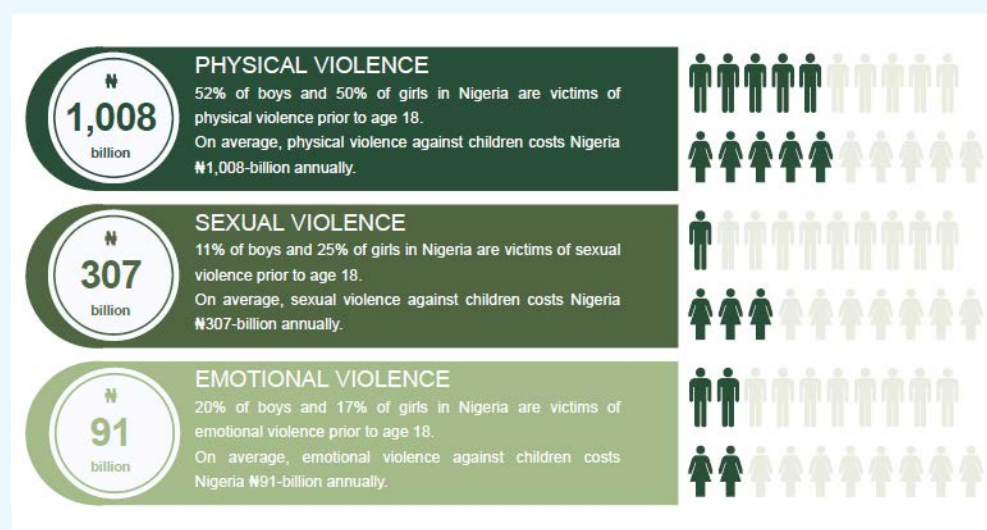 ₦
1,008
billion
PHYSICAL VIOLENCE
52% of boys and 50% of girls in Nigeria are victims of
physical violence prior to age 18.
On average, physical violence against children costs Nigeria
₦1,008-billion annually.
₦
307
billion
SEXUAL VIOLENCE
11% of boys and 25% of girls in Nigeria are victims of sexual
violence prior to age 18.
On average, sexual violence against children costs Nigeria
₦307-billion annually.
₦
91
billion
EMOTIONAL VIOLENCE
20% of boys and 17% of girls in Nigeria are victims of
emotional violence prior to age 18.
On average, emotional violence against children costs
Nigeria ₦91-billion annually.